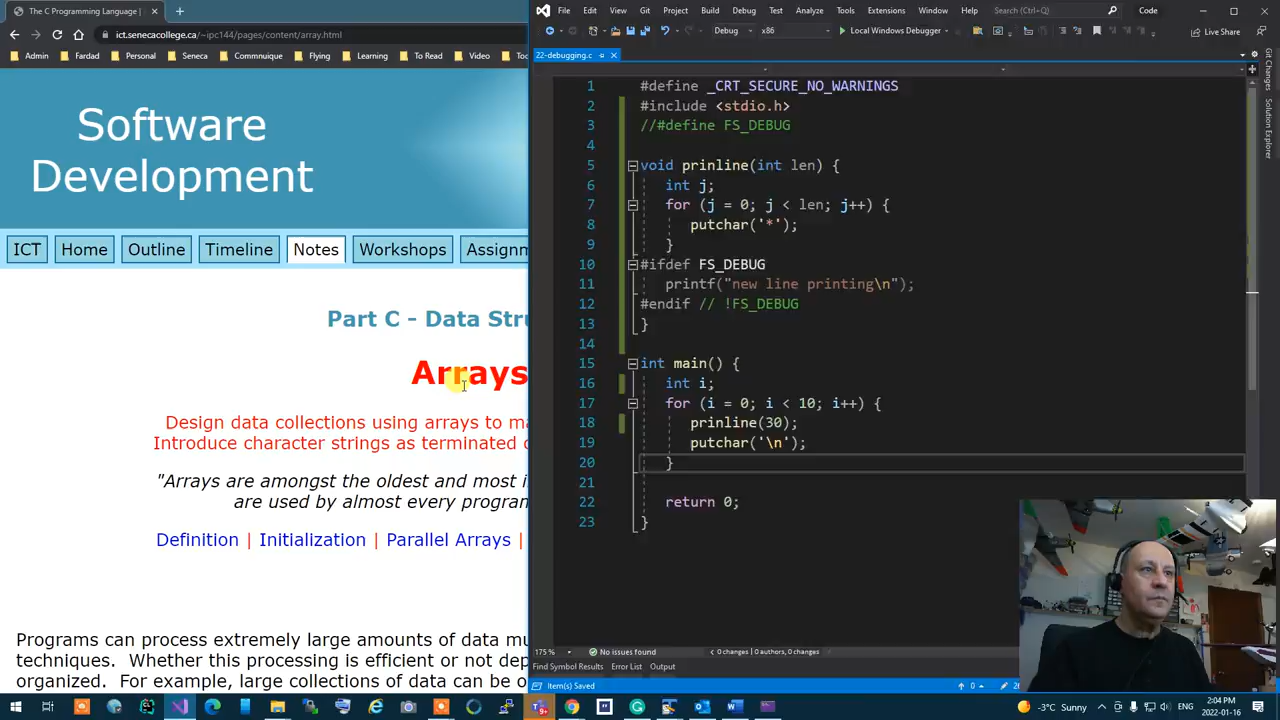 The C Programming Language |
ict.senecacollege.ca/~ipc144/pages/content/array.html
Admin Fardad Personal Seneca Commnuique Flying Learning To Read Video
Software
Development
ICT Home Outline Timeline Notes Workshops Assignm
Part C - Data Stru
Arrays
Design data collections using arrays to ma
Introduce character strings as terminated
"Arrays are amongst the oldest and most
are used by almost every program
Definition | Initialization | Parallel Arrays |
Programs can process extremely large amounts of data mu
techniques. Whether this processing is efficient or not dep
organized. For example, large collections of data can be o
File Edit View Git Project Build Debug Test Analyze Tools Extensions Window Help Search (Ctrl+Q) Code
Debug x86 Local Windows Debugger Live Share
22-debugging.c
1 #define _CRT_SECURE_NO_WARNINGS
2 #include <stdio.h>
3 //#define FS_DEBUG
4
5 void prinline(int len) {
6 int j;
7 for (j = 0; j < len; j++) {
8 putchar('*');
9 }
10 #ifdef FS_DEBUG
11 printf("new line printing\n");
12 #endif // !FS_DEBUG
13 }
14
15 int main() {
16 int i;
17 for (i = 0; i < 10; i++) {
18 prinline(30);
19 putchar('\n');
20 }
21
22 return 0;
23 }
Git Changes
Solution Explorer
175 % No issues found 0 changes | 0 authors, 0 changes
Find Symbol Results Error List Output
Item(s) Saved 0
-3°C Sunny 2:04 PM
2022-01-16